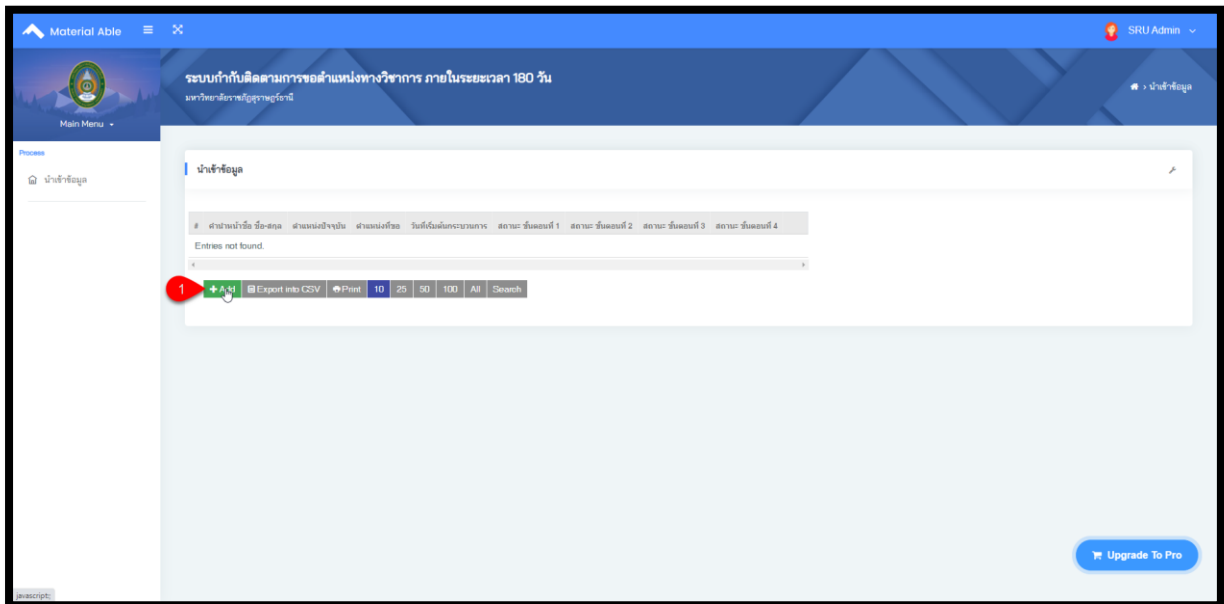 Material Able
SRU Admin
ระบบกำกับติดตามการขอตำแหน่งทางวิชาการ ภายในระยะเวลา 180 วัน
มหาวิทยาลัยราชภัฏสุราษฎร์ธานี
› นำเข้าข้อมูล
Main Menu
Process
นำเข้าข้อมูล
นำเข้าข้อมูล
# คำนำหน้าชื่อ ชื่อ-สกุล ตำแหน่งปัจจุบัน ตำแหน่งที่ขอ วันที่เริ่มต้นกระบวนการ สถานะ ขั้นตอนที่ 1 สถานะ ขั้นตอนที่ 2 สถานะ ขั้นตอนที่ 3 สถานะ ขั้นตอนที่ 4
Entries not found.
1 Add Export into CSV Print 10 25 50 100 All Search
Upgrade To Pro
javascript:;